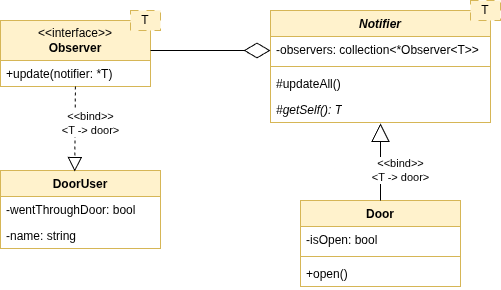 T
<<interface>>
Observer
+update(notifier: *T)
<<bind>>
<T -> door>
DoorUser
-wentThroughDoor: bool
-name: string
T
Notifier
-observers: collection<*Observer<T>>
#updateAll()
#getSelf(): T
<<bind>>
<T -> door>
Door
-isOpen: bool
+open()